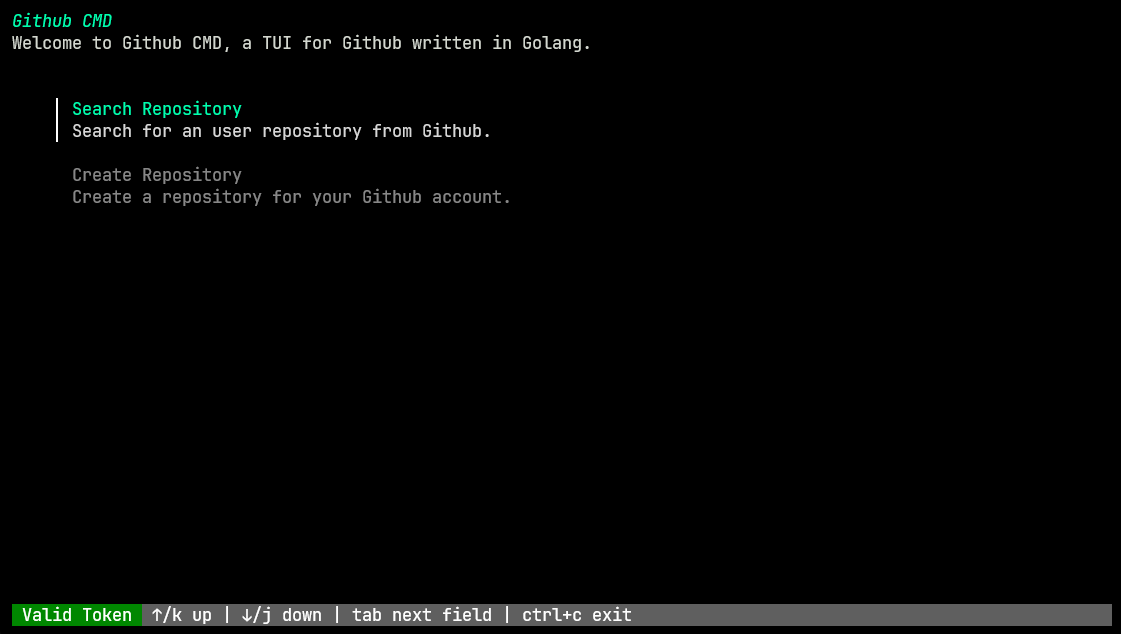 Github CMD
Welcome to Github CMD, a TUI for Github written in Golang.
Search Repository
Search for an user repository from Github.
Create Repository
Create a repository for your Github account.
Valid Token ↑/k up | ↓/j down | tab next field | ctrl+c exit